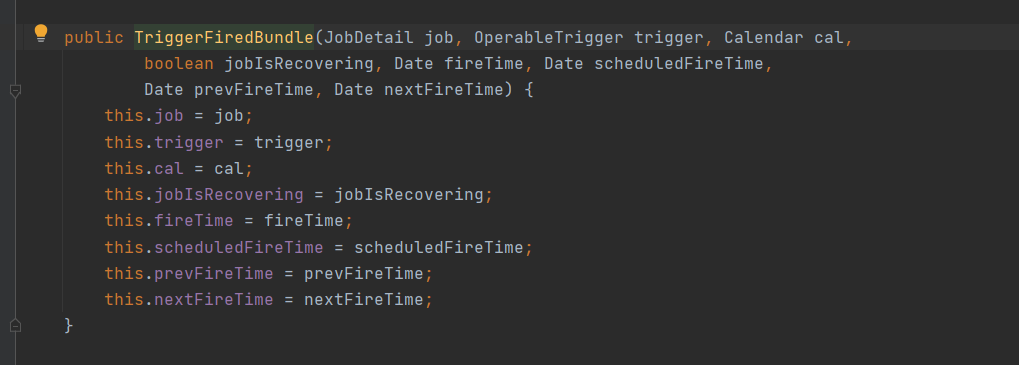 public TriggerFiredBundle(JobDetail job, OperableTrigger trigger, Calendar cal,
boolean jobIsRecovering, Date fireTime, Date scheduledFireTime,
Date prevFireTime, Date nextFireTime) {
this.job = job;
this.trigger = trigger;
this.cal = cal;
this.jobIsRecovering = jobIsRecovering;
this.fireTime = fireTime;
this.scheduledFireTime = scheduledFireTime;
this.prevFireTime = prevFireTime;
this.nextFireTime = nextFireTime;
}